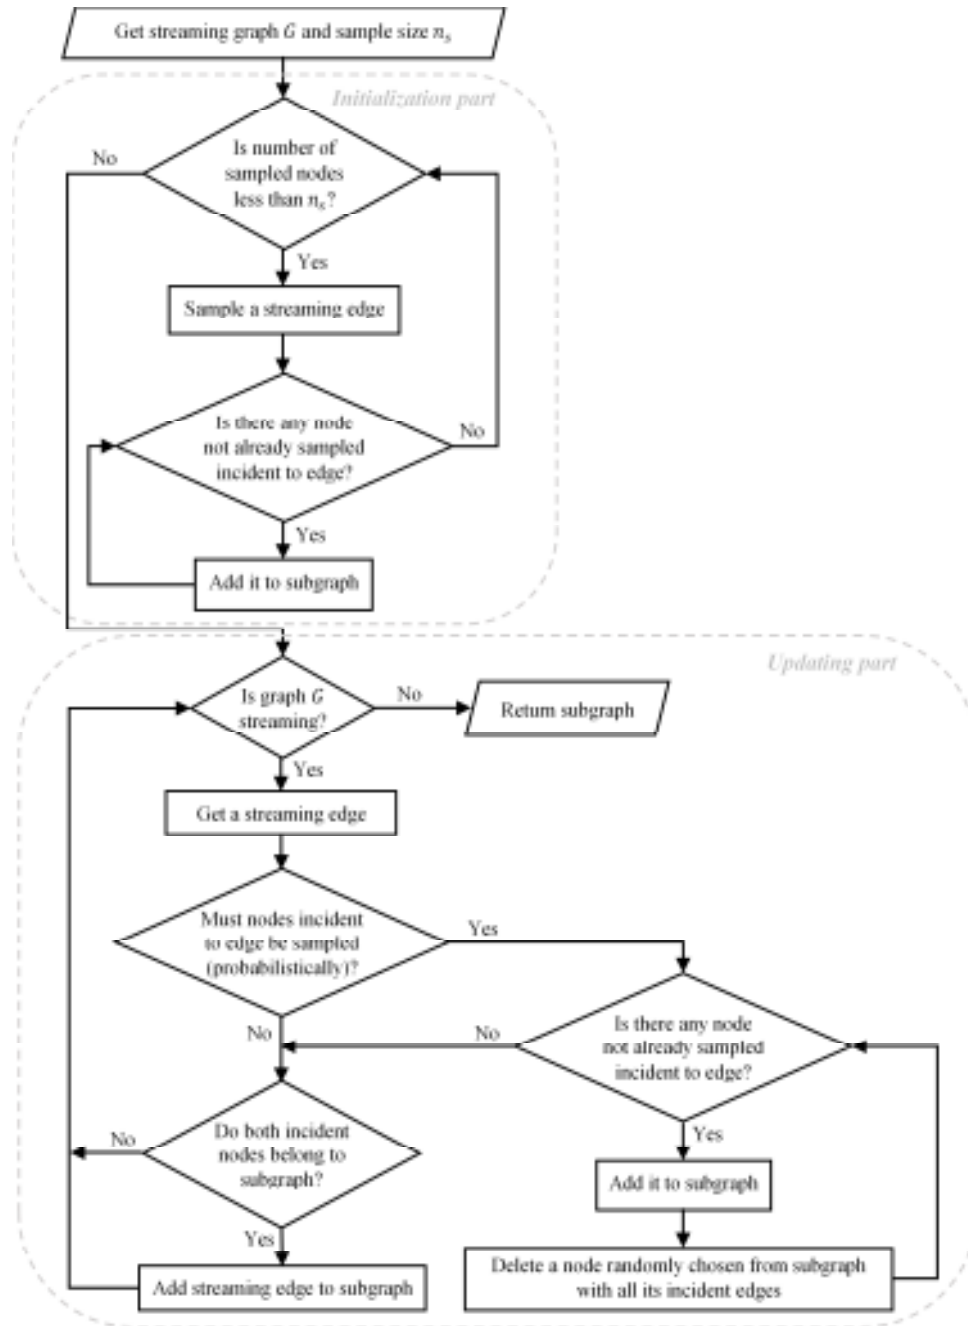 Get streaming graph G and sample size nₛ
Initialization part
No
Is number of
sampled nodes
less than nₛ?
Yes
Sample a streaming edge
Is there any node
not already sampled
incident to edge?
No
Yes
Add it to subgraph
Updating part
Is graph G
streaming?
No
Return subgraph
Yes
Get a streaming edge
Must nodes incident
to edge be sampled
(probabilistically)?
Yes
No
No
Is there any node
not already sampled
incident to edge?
Do both incident
nodes belong to
subgraph?
No
Yes
Add it to subgraph
Yes
Delete a node randomly chosen from subgraph
with all its incident edges
Add streaming edge to subgraph